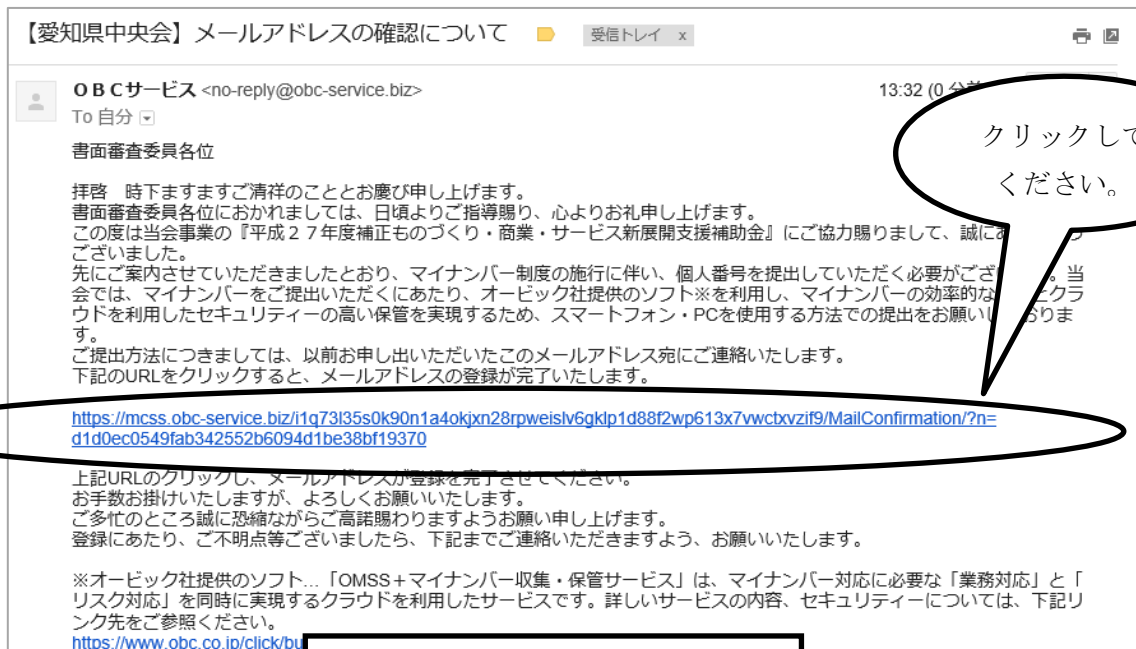 【愛知県中央会】メールアドレスの確認について 受信トレイ x
ＯＢＣサービス <no-reply@obc-service.biz> 13:32 (0
To 自分
クリックして
ください。
書面審査委員各位
拝啓　時下ますますご清祥のこととお慶び申し上げます。
書面審査委員各位におかれましては、日頃よりご指導賜り、心よりお礼申し上げます。
この度は当会事業の『平成２７年度補正ものづくり・商業・サービス新展開支援補助金』にご協力賜りまして、誠に
ございました。
先にご案内させていただきましたとおり、マイナンバー制度の施行に伴い、個人番号を提出していただく必要がござ 。当
会では、マイナンバーをご提出いただくにあたり、オービック社提供のソフト※を利用し、マイナンバーの効率的な とクラ
ウドを利用したセキュリティーの高い保管を実現するため、スマートフォン・PCを使用する方法での提出をお願いし おりま
す。
ご提出方法につきましては、以前お申し出いただいたこのメールアドレス宛にご連絡いたします。
下記のURLをクリックすると、メールアドレスの登録が完了いたします。
https://mcss.obc-service.biz/i1q73l35s0k90n1a4okjxn28rpweislv6gklp1d88f2wp613x7vwctxvzif9/MailConfirmation/?n=
d1d0ec0549fab342552b6094d1be38bf19370
上記URLのクリックし、メールアドレスが登録を完了させてください。
お手数お掛けいたしますが、よろしくお願いいたします。
ご多忙のところ誠に恐縮ながらご高諾賜わりますようお願い申し上げます。
登録にあたり、ご不明点等ございましたら、下記までご連絡いただきますよう、お願いいたします。
※オービック社提供のソフト…「OMSS＋マイナンバー収集・保管サービス」は、マイナンバー対応に必要な「業務対応」と「
リスク対応」を同時に実現するクラウドを利用したサービスです。詳しいサービスの内容、セキュリティーについては、下記リ
ンク先をご参照ください。
https://www.obc.co.jp/click/bu